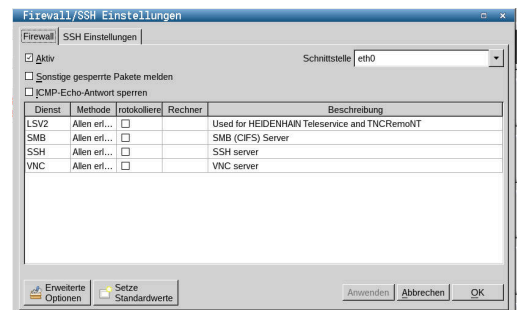 Firewall/SSH Einstellungen
Firewall SSH Einstellungen
Aktiv Schnittstelle eth0
Sonstige gesperrte Pakete melden
ICMP-Echo-Antwort sperren
Dienst Methode rotokolliere Rechner Beschreibung
LSV2 Allen erl... Used for HEIDENHAIN Teleservice and TNCRemoNT
SMB Allen erl... SMB (CIFS) Server
SSH Allen erl... SSH server
VNC Allen erl... VNC server
Erweiterte Optionen Setze Standardwerte Anwenden Abbrechen OK